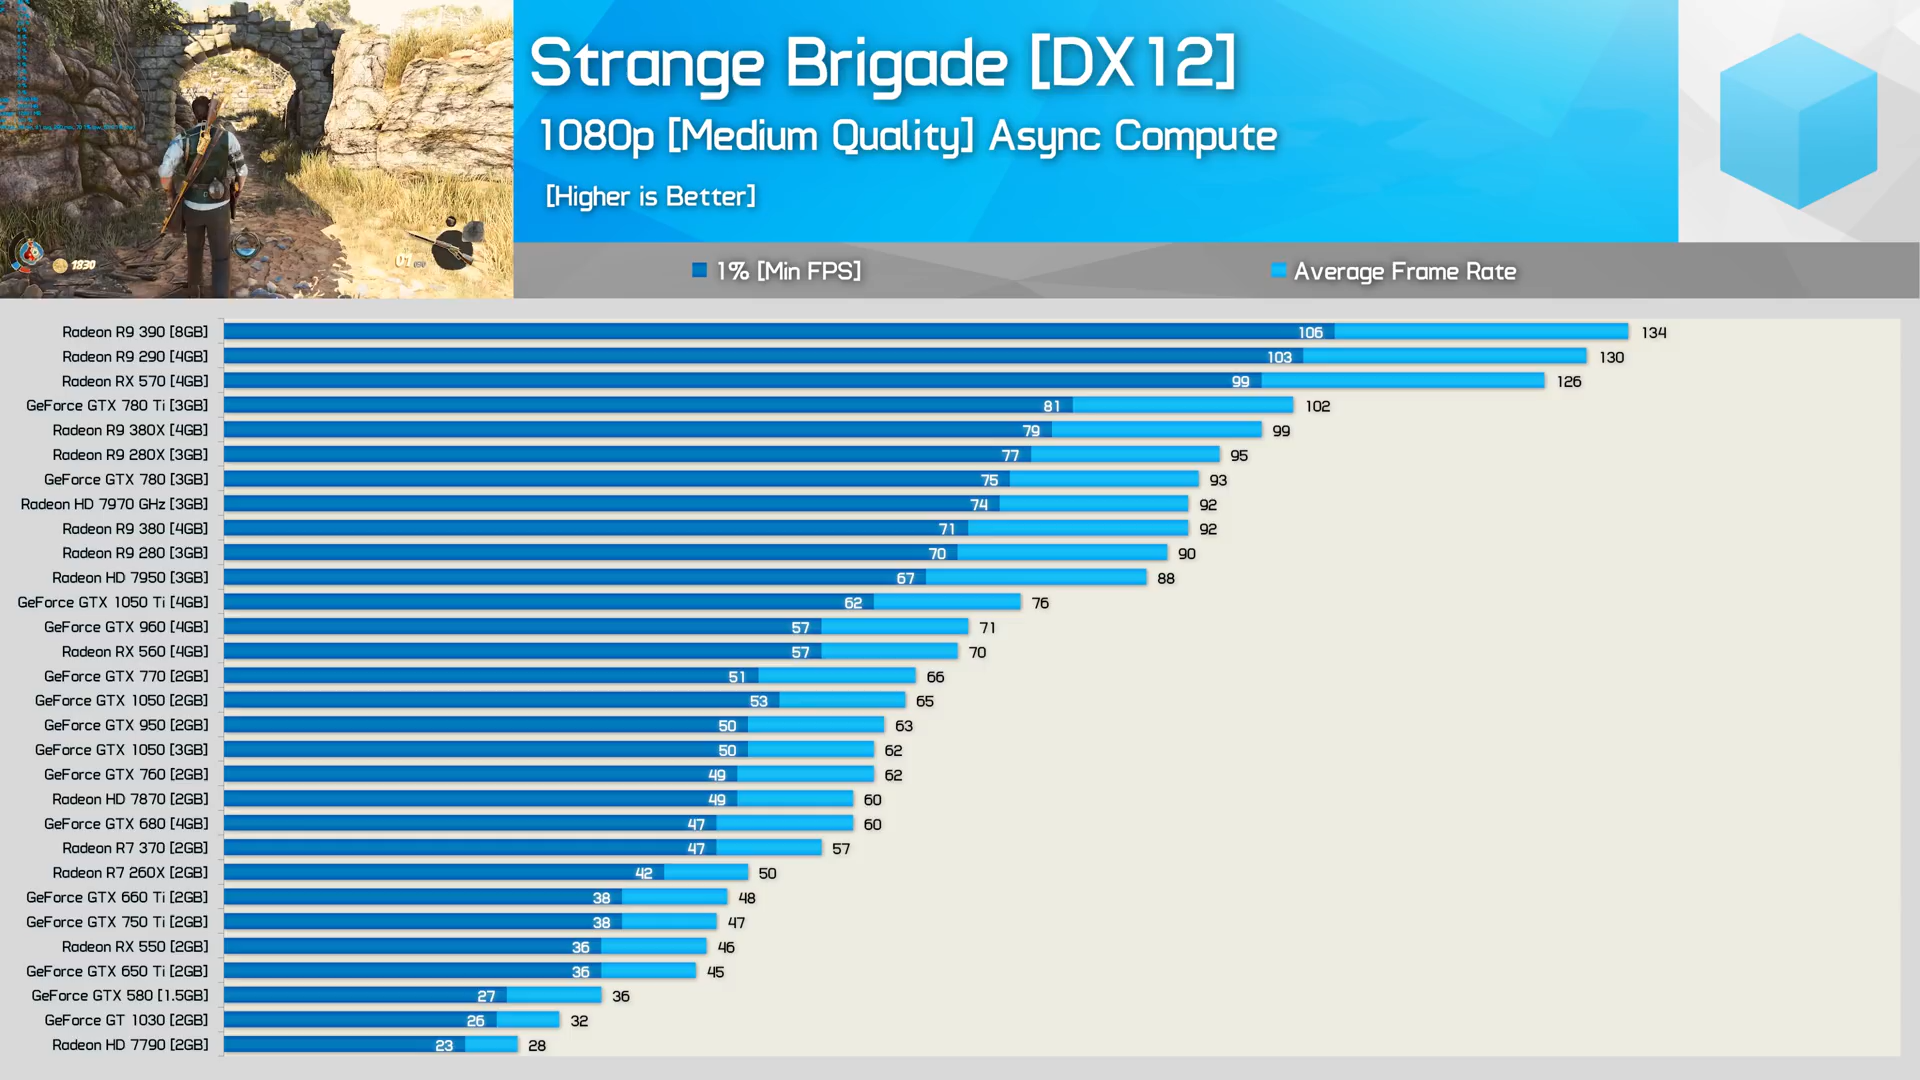 Strange Brigade [DX12]
1080p [Medium Quality] Async Compute
[Higher is Better]
1% [Min FPS]
Average Frame Rate
1830
Radeon R9 390 [8GB] 106 134
Radeon R9 290 [4GB] 103 130
Radeon RX 570 [4GB] 99 126
GeForce GTX 780 Ti [3GB] 81 102
Radeon R9 380X [4GB] 79 99
Radeon R9 280X [3GB] 77 95
GeForce GTX 780 [3GB] 75 93
Radeon HD 7970 GHz [3GB] 74 92
Radeon R9 380 [4GB] 71 92
Radeon R9 280 [3GB] 70 90
Radeon HD 7950 [3GB] 67 88
GeForce GTX 1050 Ti [4GB] 62 76
GeForce GTX 960 [4GB] 57 71
Radeon RX 560 [4GB] 57 70
GeForce GTX 770 [2GB] 51 66
GeForce GTX 1050 [2GB] 53 65
GeForce GTX 950 [2GB] 50 63
GeForce GTX 1050 [3GB] 50 62
GeForce GTX 760 [2GB] 49 62
Radeon HD 7870 [2GB] 49 60
GeForce GTX 680 [4GB] 47 60
Radeon R7 370 [2GB] 47 57
Radeon R7 260X [2GB] 42 50
GeForce GTX 660 Ti [2GB] 38 48
GeForce GTX 750 Ti [2GB] 38 47
Radeon RX 550 [2GB] 36 46
GeForce GTX 650 Ti [2GB] 36 45
GeForce GTX 580 [1.5GB] 27 36
GeForce GT 1030 [2GB] 26 32
Radeon HD 7790 [2GB] 23 28